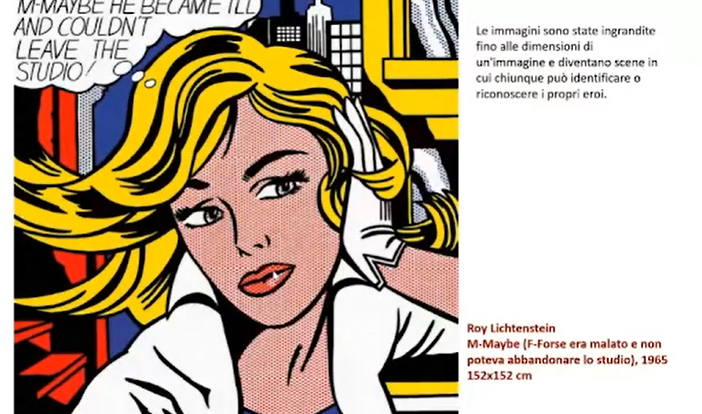 M-MAYBE HE BECAME ILL
AND COULDN'T
LEAVE THE
STUDIO!
Le immagini sono state ingrandite
fino alle dimensioni di
un'immagine e diventano scene in
cui chiunque può identificare o
riconoscere i propri eroi.
Roy Lichtenstein
M-Maybe (F-Forse era malato e non
poteva abbandonare lo studio), 1965
152x152 cm